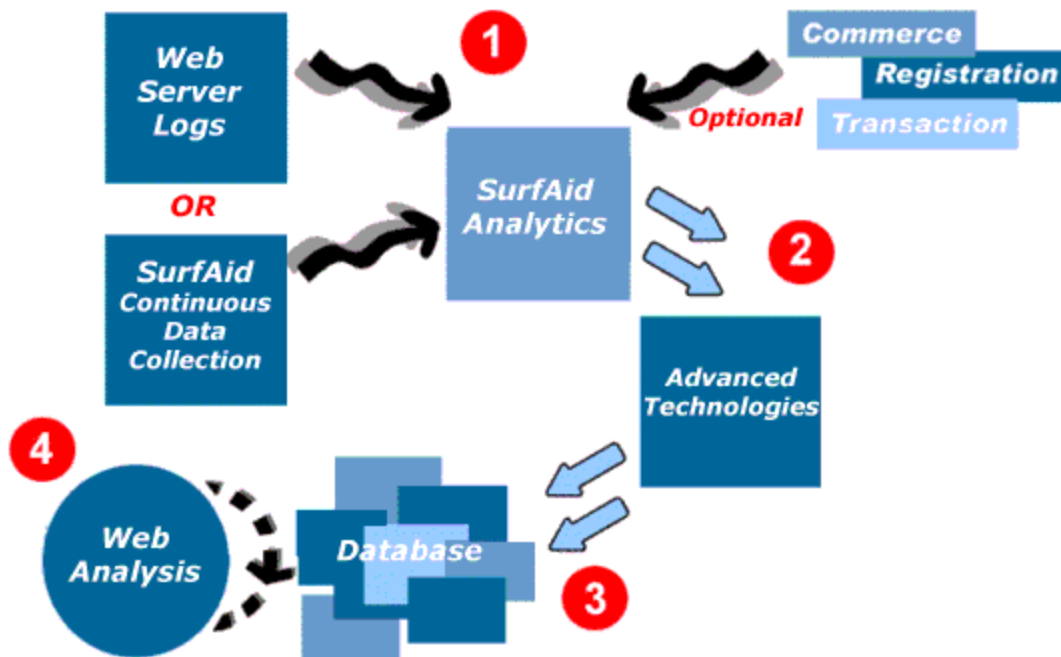 Web
Server
Logs
1
Commerce
Registration
Optional
Transaction
OR
SurfAid
Analytics
2
SurfAid
Continuous
Data
Collection
Advanced
Technologies
4
Web
Analysis
Database
3